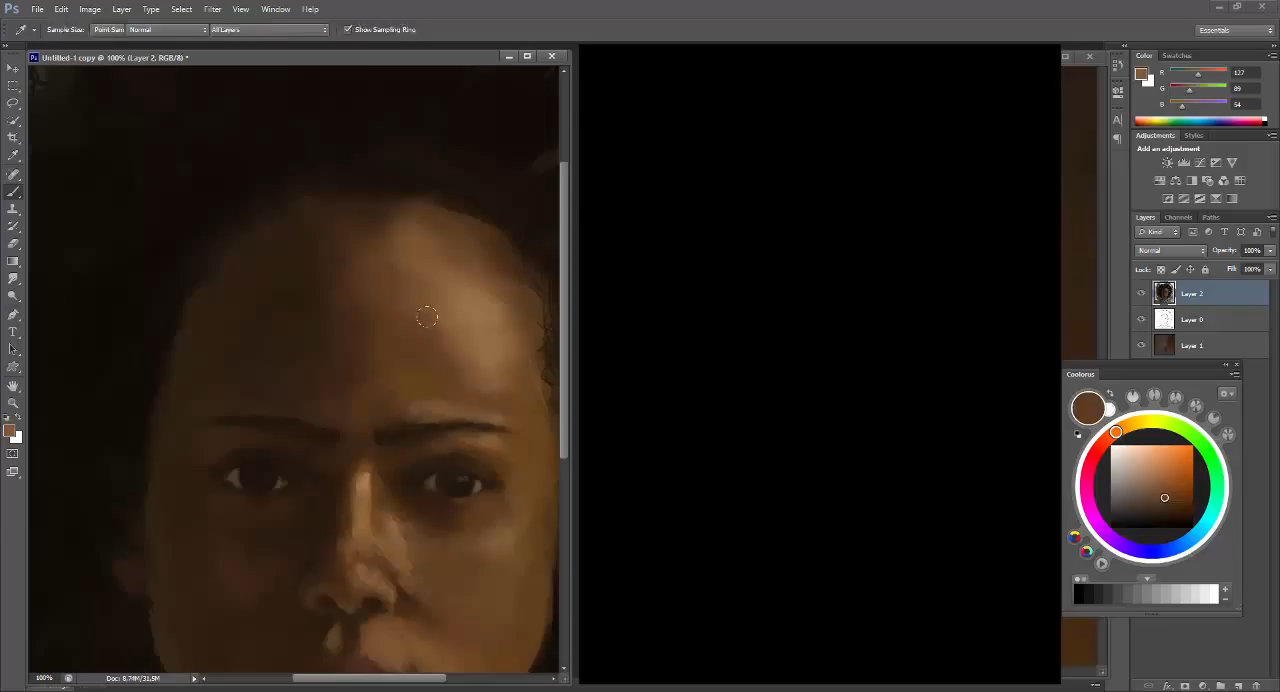 Ps File Edit Image Layer Type Select Filter View Window Help
Sample Size: Point Sam Normal All Layers Show Sampling Ring Essentials
Untitled-1 copy @ 100% (Layer 2, RGB/8) *
Color Swatches
R 127
G 89
B 54
Adjustments Styles
Add an adjustment
Layers Channels Paths
Kind
Normal Opacity: 100%
Lock: Fill: 100%
Layer 2
Layer 0
Layer 1
Coolorus
100% Doc: 8.74M/31.5M